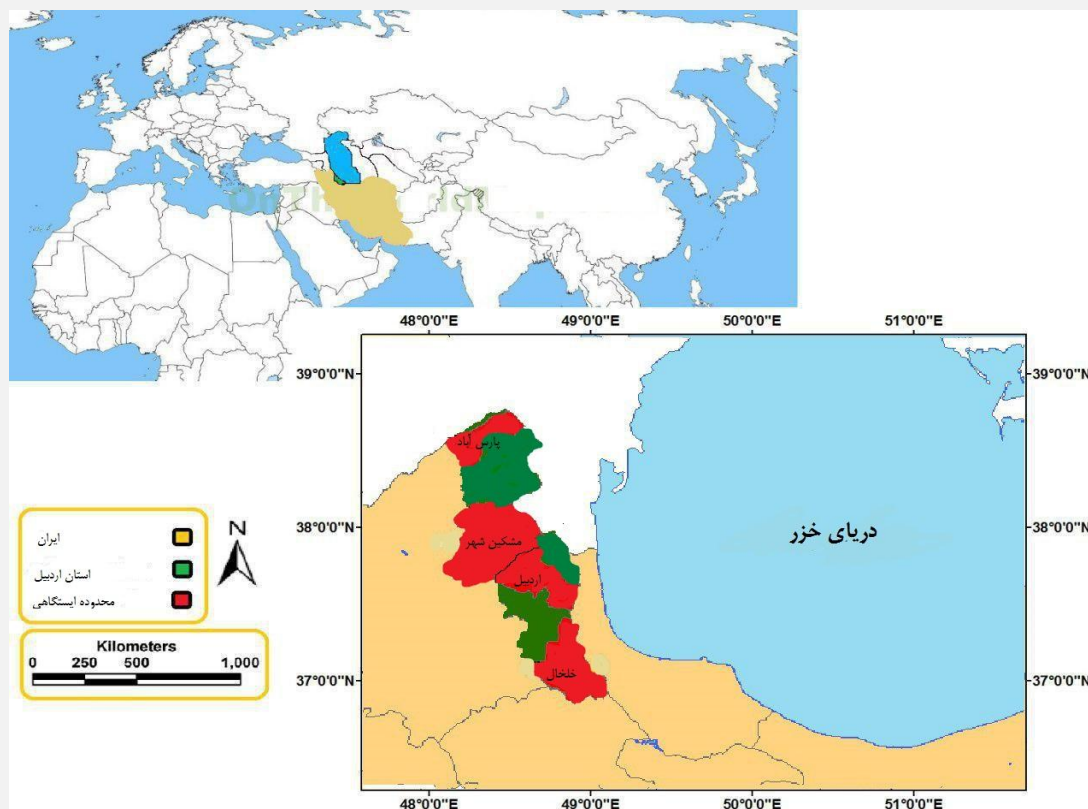 48°0'0"E 49°0'0"E 50°0'0"E 51°0'0"E
39°0'0"N 39°0'0"N
پارس آباد
38°0'0"N 38°0'0"N
دریای خزر
مشکین شهر
اردبیل
خلخال
37°0'0"N 37°0'0"N
48°0'0"E 49°0'0"E 50°0'0"E 51°0'0"E
N
ایران
استان اردبیل
محدوده ایستگاهی
Kilometers
0 250 500 1,000